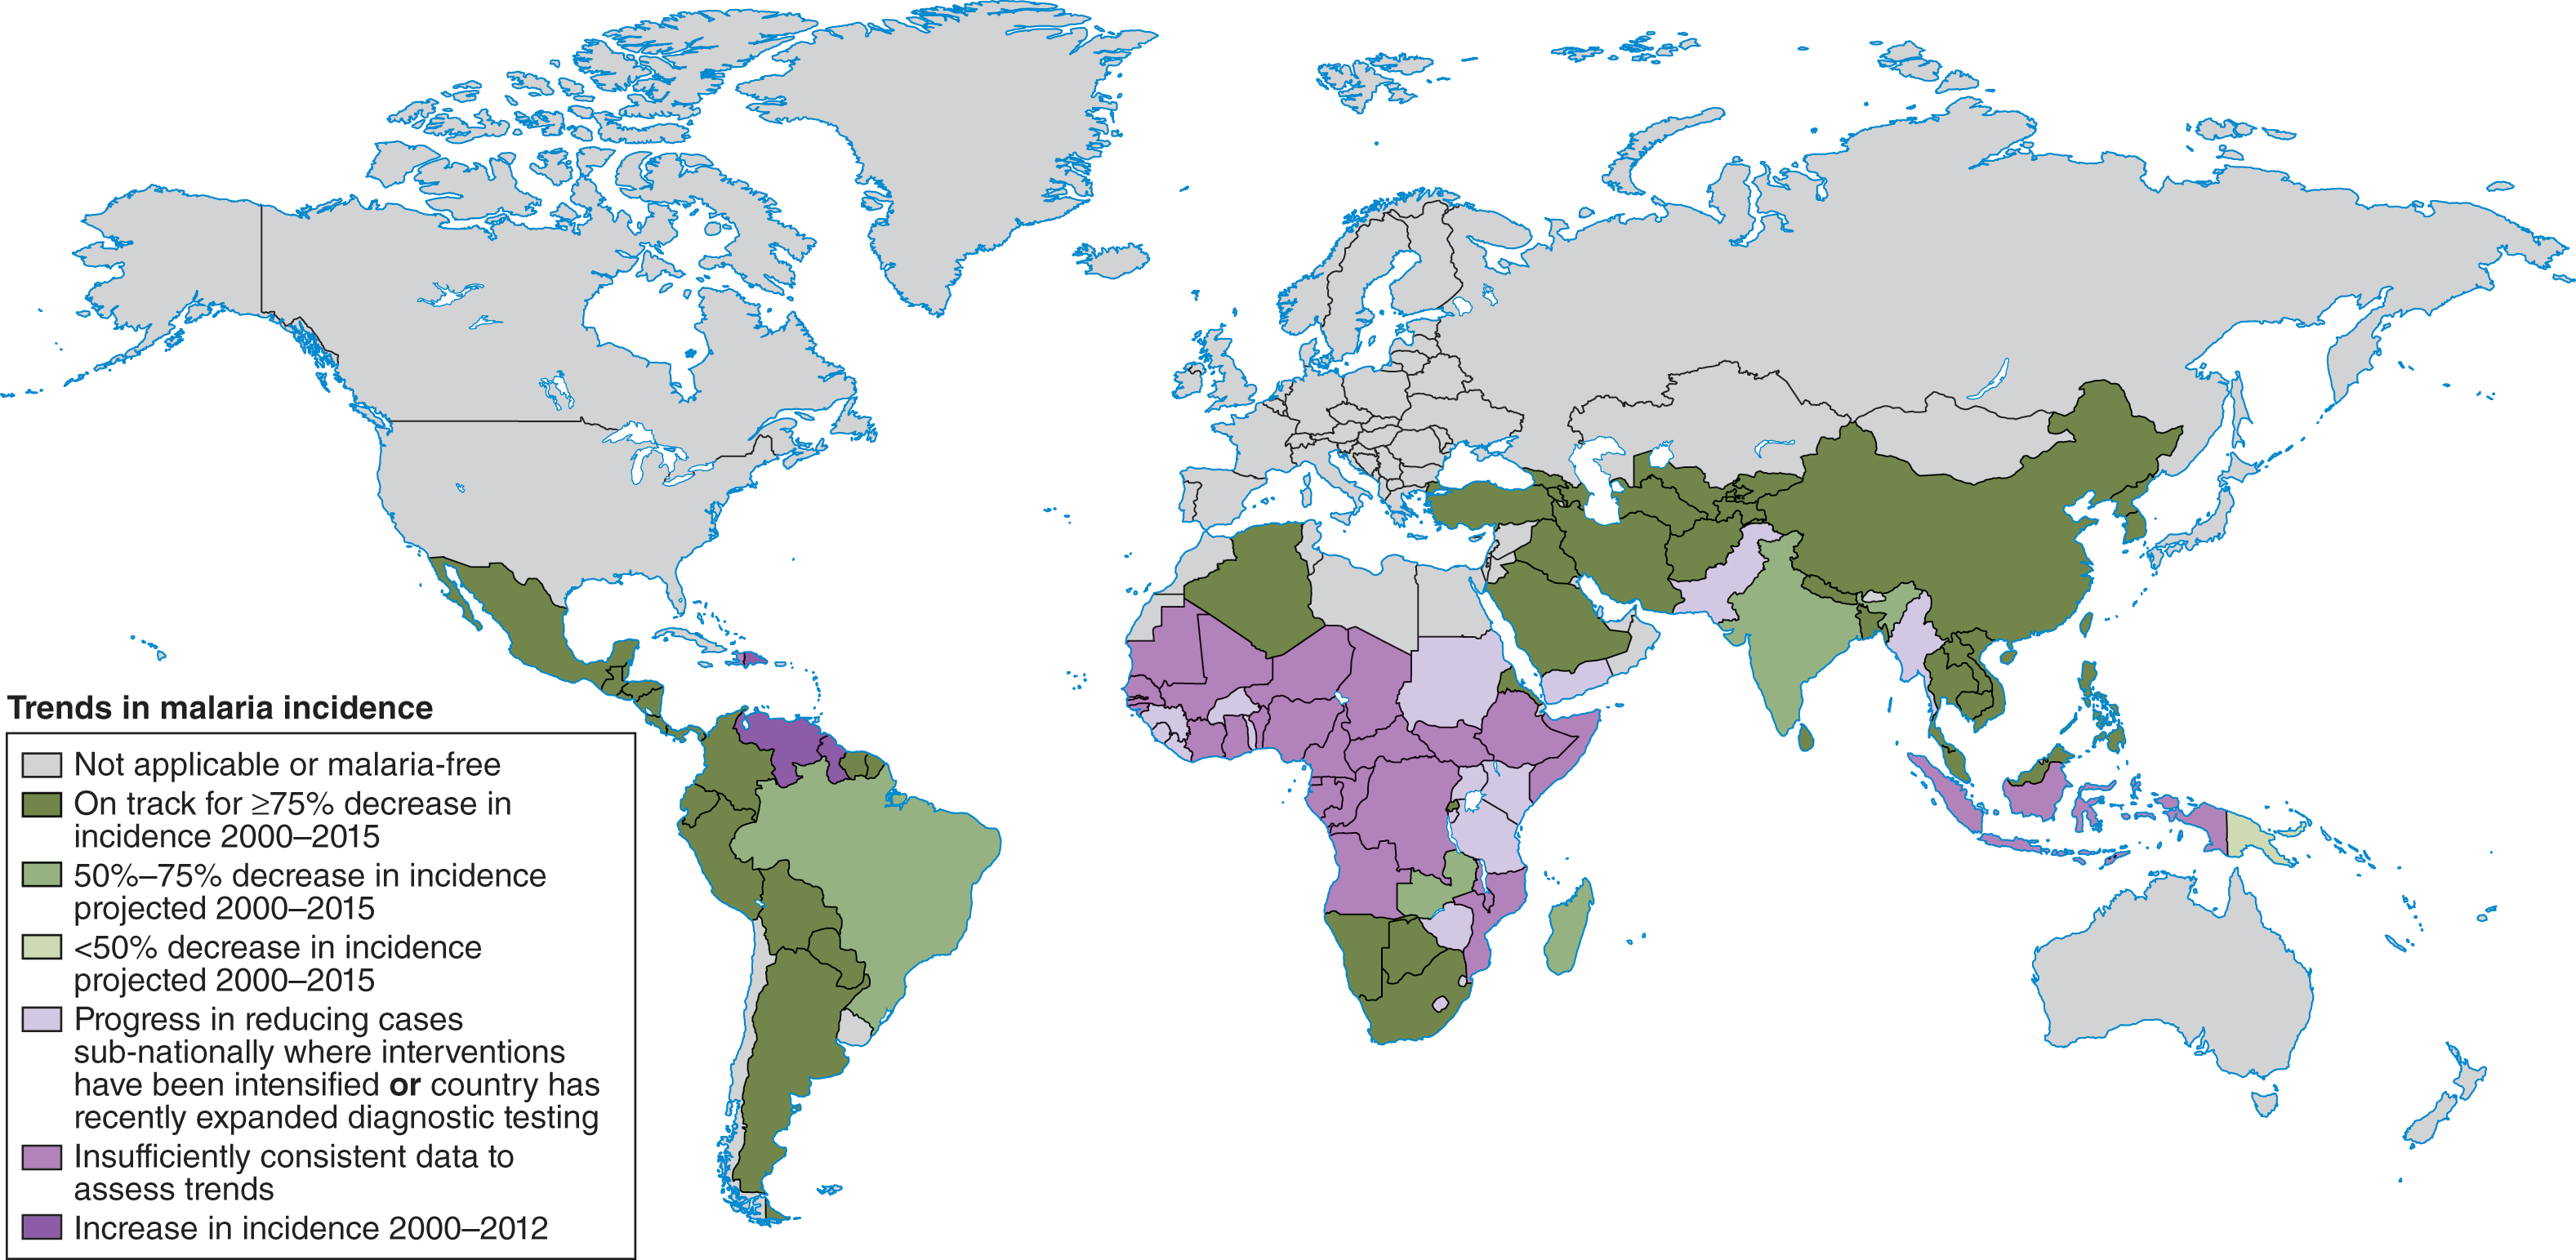 Trends in malaria incidence
Not applicable or malaria-free
On track for ≥75% decrease in
incidence 2000–2015
50%–75% decrease in incidence
projected 2000–2015
<50% decrease in incidence
projected 2000–2015
Progress in reducing cases
sub-nationally where interventions
have been intensified or country has
recently expanded diagnostic testing
Insufficiently consistent data to
assess trends
Increase in incidence 2000–2012